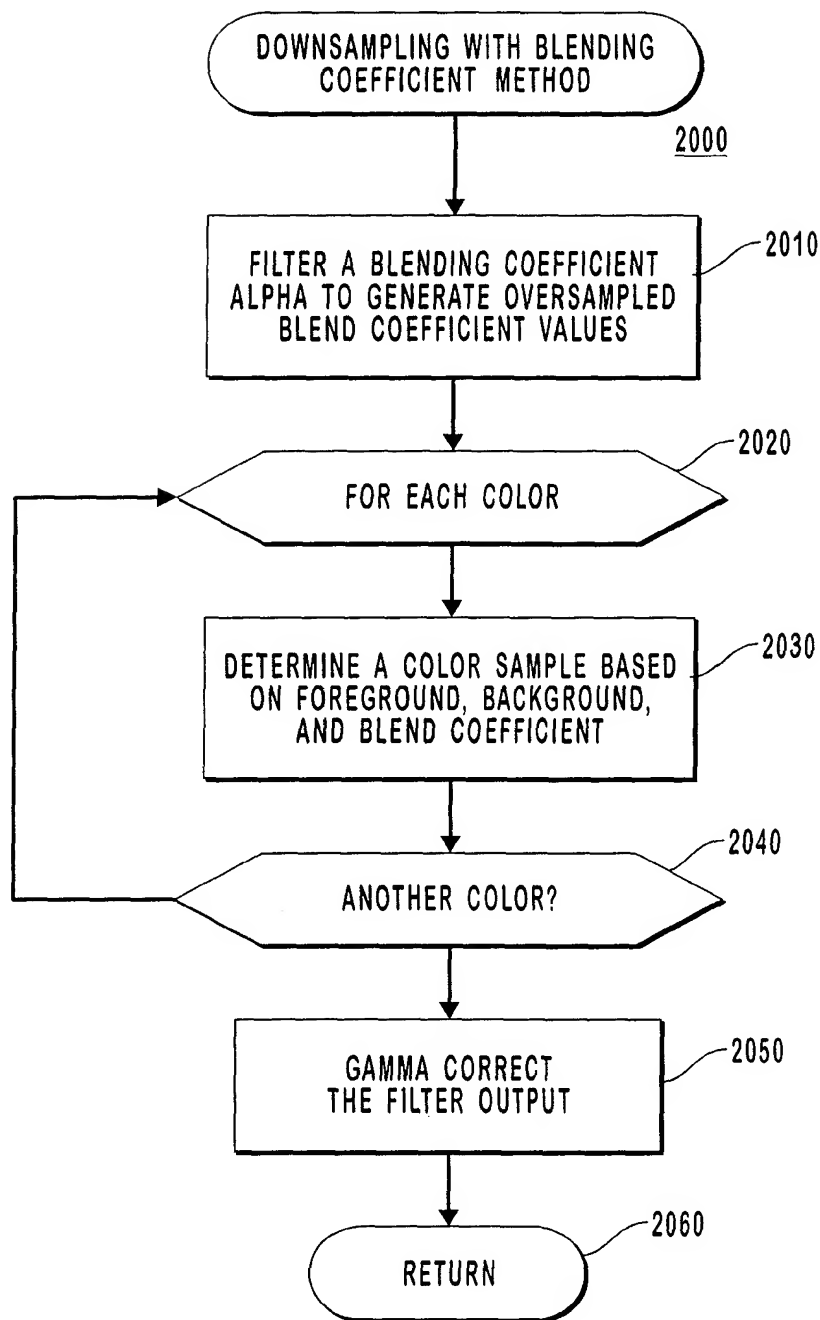 DOWNSAMPLING WITH BLENDING
COEFFICIENT METHOD
2000
2010
FILTER A BLENDING COEFFICIENT
ALPHA TO GENERATE OVERSAMPLED
BLEND COEFFICIENT VALUES
2020
FOR EACH COLOR
2030
DETERMINE A COLOR SAMPLE BASED
ON FOREGROUND, BACKGROUND,
AND BLEND COEFFICIENT
2040
ANOTHER COLOR?
2050
GAMMA CORRECT
THE FILTER OUTPUT
2060
RETURN